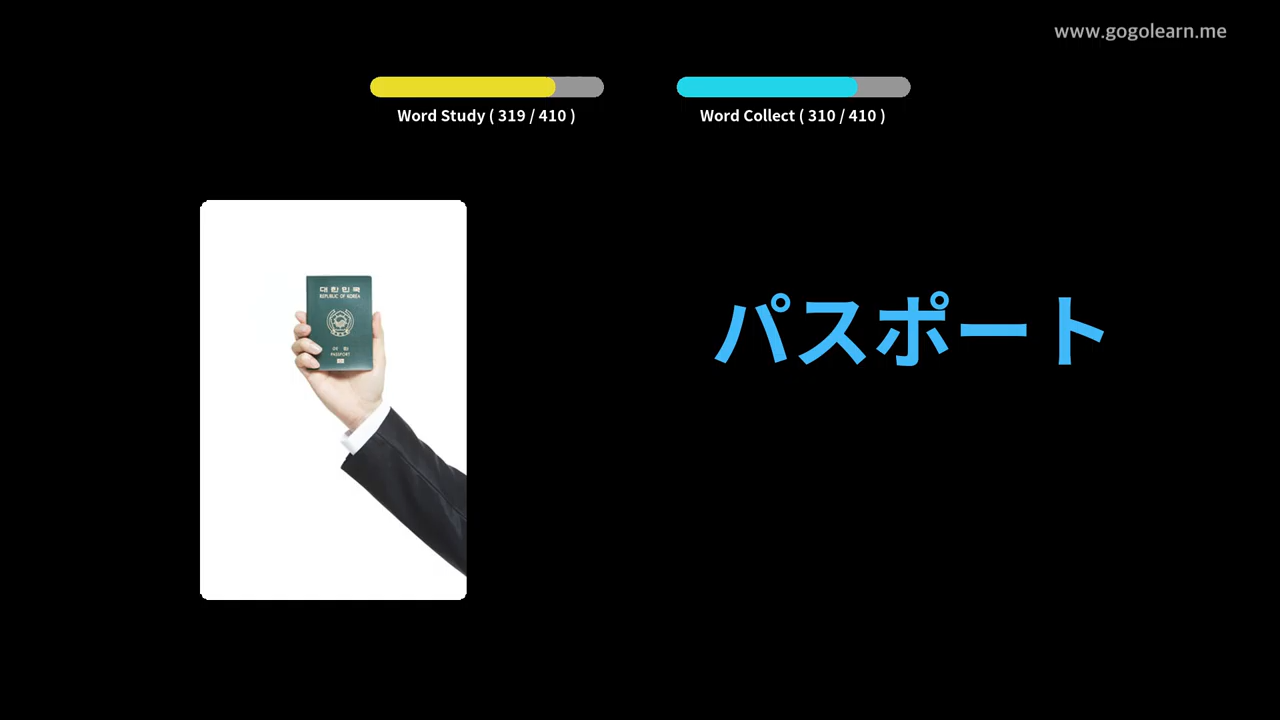 www.gogolearn.me
Word Study ( 319 / 410 )
Word Collect ( 310 / 410 )
대한민국
REPUBLIC OF KOREA
PASSPORT
パスポート